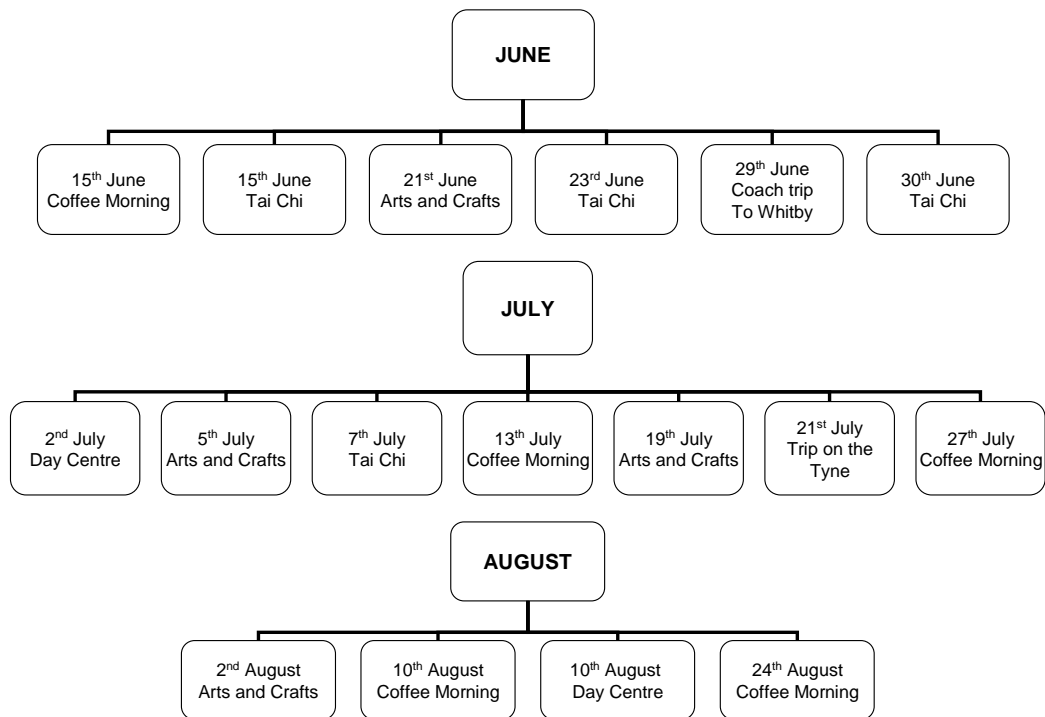 JUNE
15th June
Coffee Morning
15th June
Tai Chi
21st June
Arts and Crafts
23rd June
Tai Chi
29th June
Coach trip
To Whitby
30th June
Tai Chi
JULY
2nd July
Day Centre
5th July
Arts and Crafts
7th July
Tai Chi
13th July
Coffee Morning
19th July
Arts and Crafts
21st July
Trip on the
Tyne
27th July
Coffee Morning
AUGUST
2nd August
Arts and Crafts
10th August
Coffee Morning
10th August
Day Centre
24th August
Coffee Morning